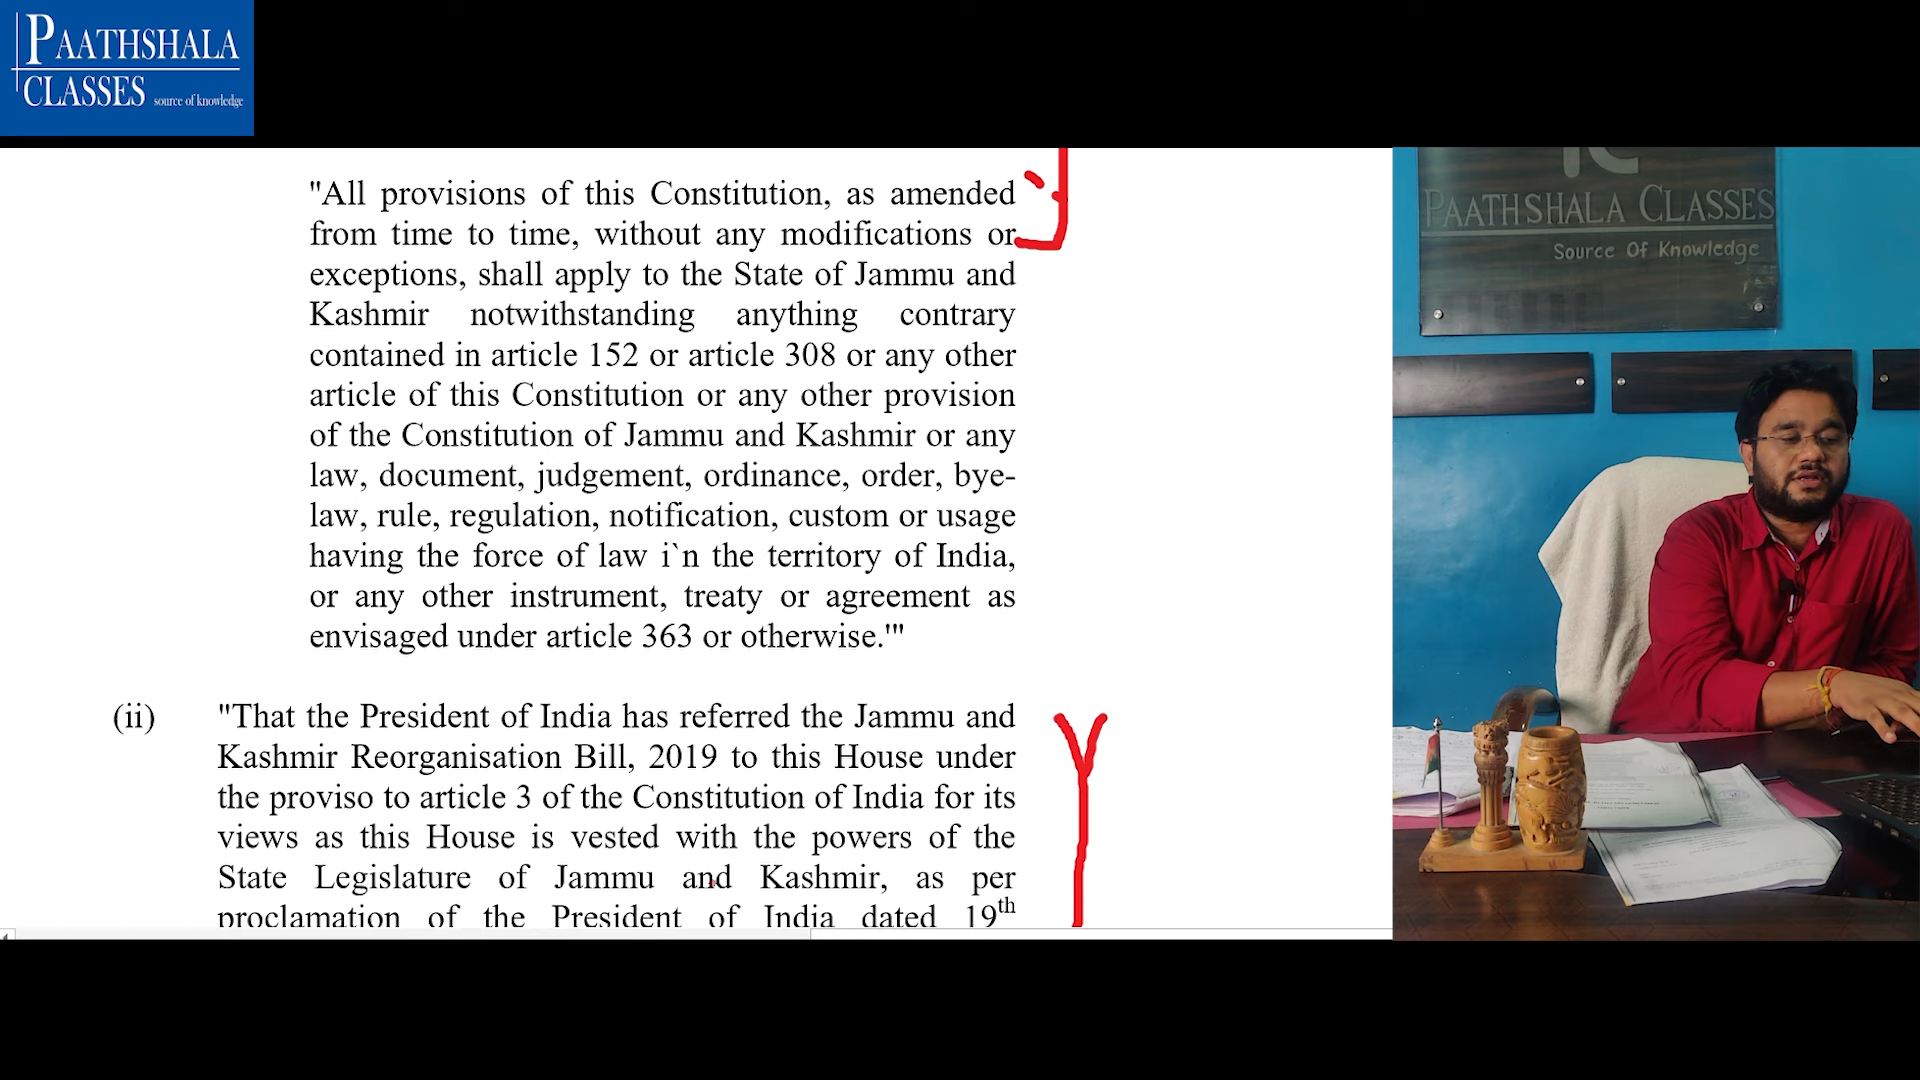 PAATHSHALA
CLASSES source of knowledge
"All provisions of this Constitution, as amended
from time to time, without any modifications or
exceptions, shall apply to the State of Jammu and
Kashmir notwithstanding anything contrary
contained in article 152 or article 308 or any other
article of this Constitution or any other provision
of the Constitution of Jammu and Kashmir or any
law, document, judgement, ordinance, order, bye-
law, rule, regulation, notification, custom or usage
having the force of law i`n the territory of India,
or any other instrument, treaty or agreement as
envisaged under article 363 or otherwise.'"
(ii) "That the President of India has referred the Jammu and
Kashmir Reorganisation Bill, 2019 to this House under
the proviso to article 3 of the Constitution of India for its
views as this House is vested with the powers of the
State Legislature of Jammu and Kashmir, as per
proclamation of the President of India dated 19th
PAATHSHALA CLASSES
Source Of Knowledge